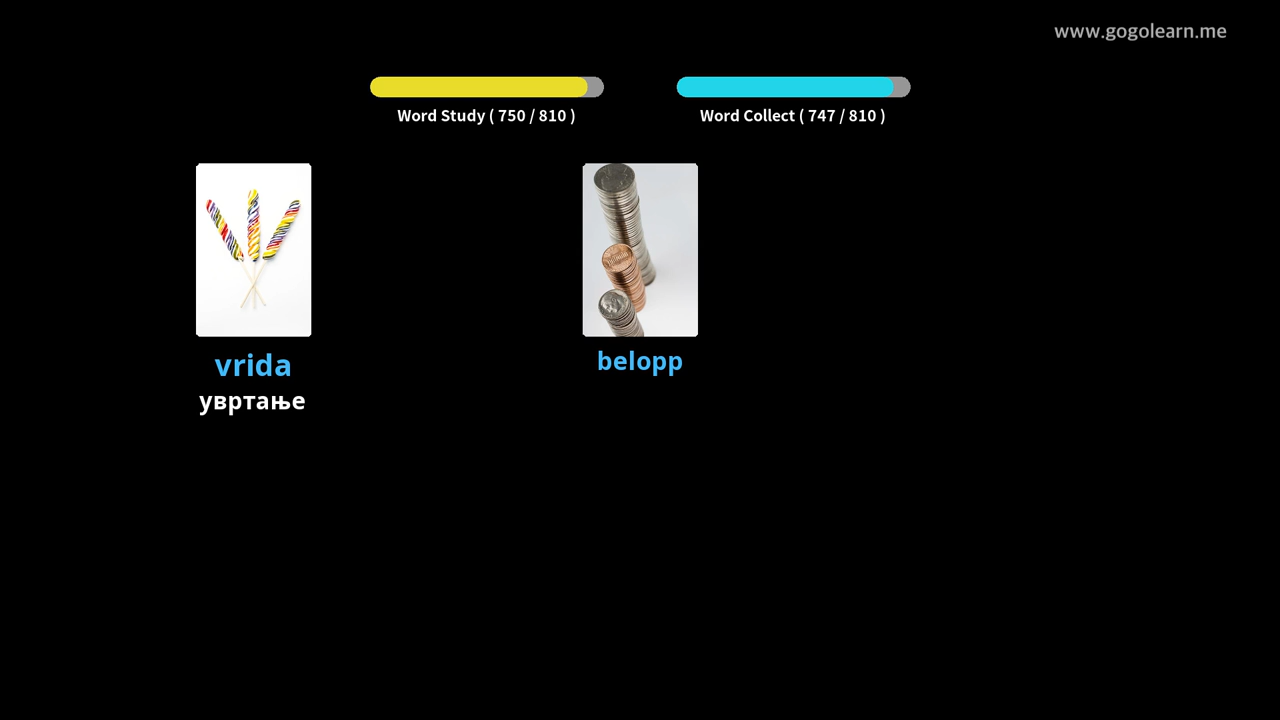 www.gogolearn.me
Word Study ( 750 / 810 )
Word Collect ( 747 / 810 )
vrida
увртање
belopp